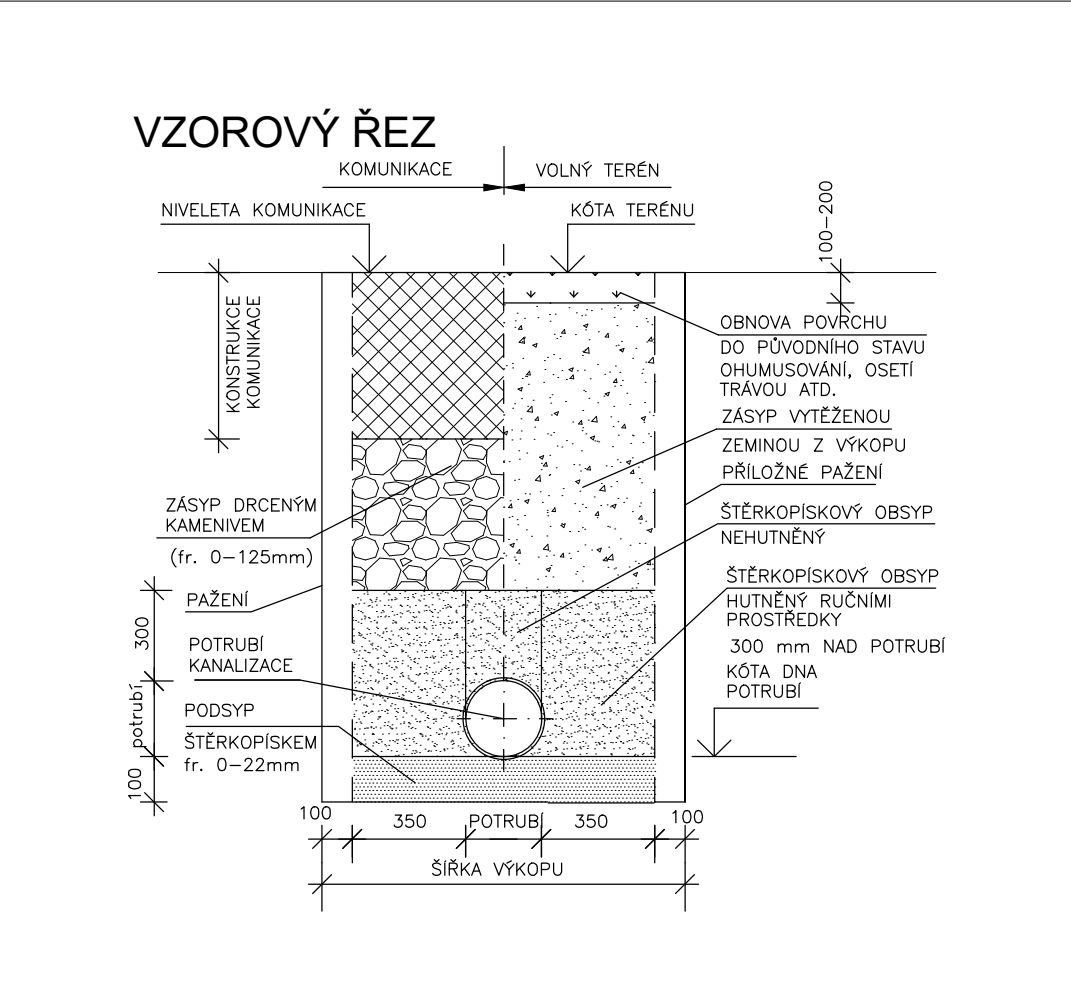 VZOROVÝ ŘEZ
KOMUNIKACE
VOLNÝ TERÉN
NIVELETA KOMUNIKACE
KÓTA TERÉNU
100-200
KONSTRUKCE
KOMUNIKACE
OBNOVA POVRCHU
DO PŮVODNÍHO STAVU
OHUMUSOVÁNÍ, OSETÍ
TRÁVOU ATD.
ZÁSYP VYTĚŽENOU
ZEMINOU Z VÝKOPU
PŘÍLOŽNÉ PAŽENÍ
ZÁSYP DRCENÝM
KAMENIVEM
(fr. 0-125mm)
ŠTĚRKOPÍSKOVÝ OBSYP
NEHUTNĚNÝ
PAŽENÍ
ŠTĚRKOPÍSKOVÝ OBSYP
HUTNĚNÝ RUČNÍMI
PROSTŘEDKY
300 mm NAD POTRUBÍ
300
POTRUBÍ
KANALIZACE
KÓTA DNA
POTRUBÍ
potrubí
PODSYP
ŠTĚRKOPÍSKEM
fr. 0-22mm
100
100
350
POTRUBÍ
350
100
ŠÍŘKA VÝKOPU